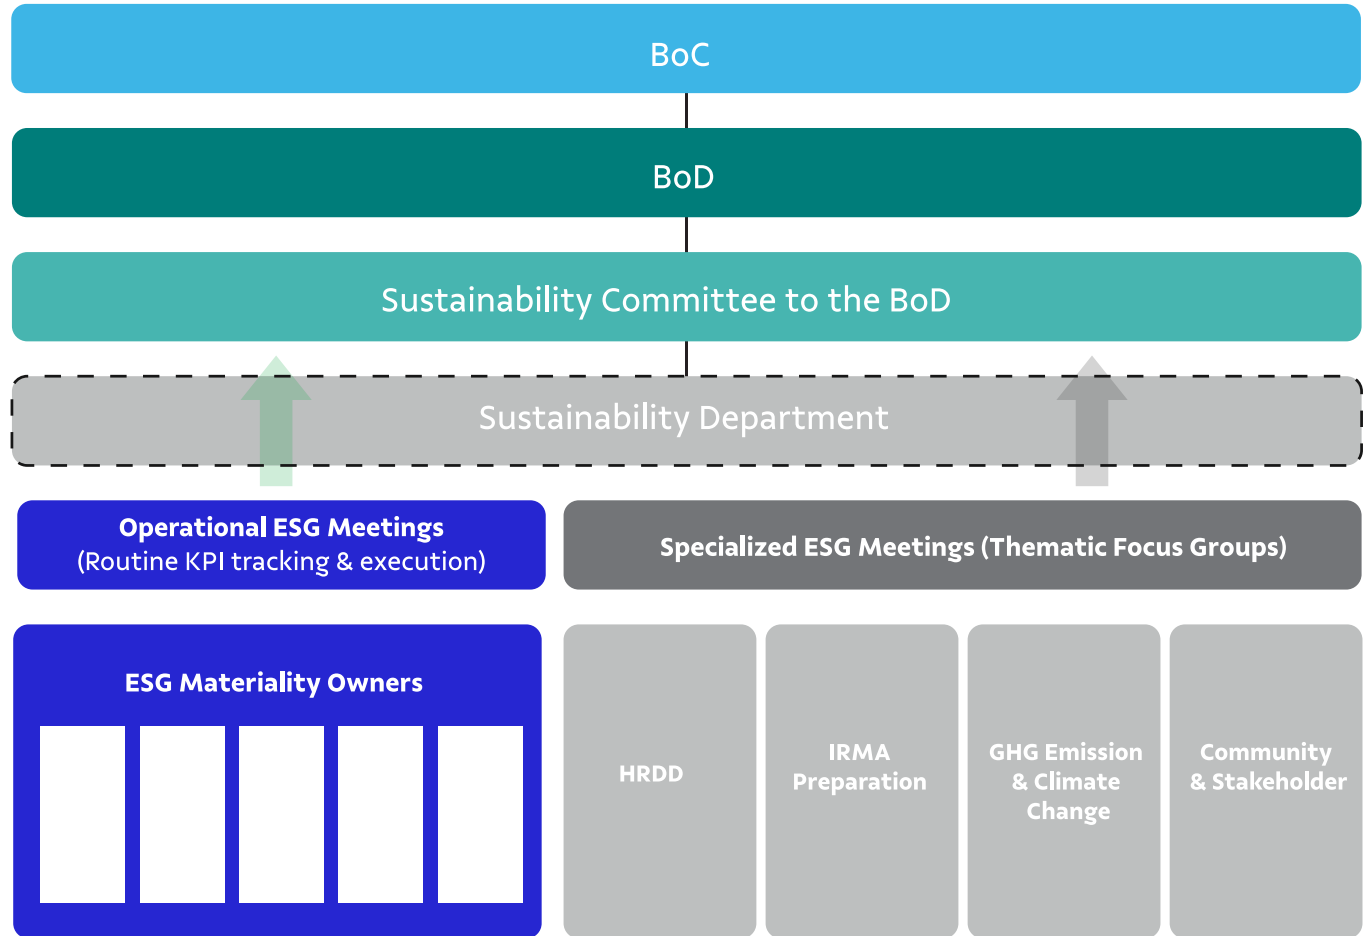 BoC
BoD
Sustainability Committee to the BoD
Sustainability Department
Operational ESG Meetings
(Routine KPI tracking & execution)
Specialized ESG Meetings (Thematic Focus Groups)
ESG Materiality Owners
HRDD
IRMA
Preparation
GHG Emission
& Climate
Change
Community
& Stakeholder